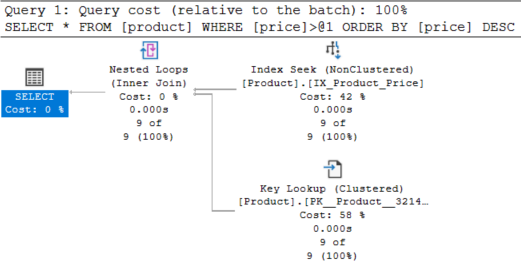 Query 1: Query cost (relative to the batch): 100%
SELECT * FROM [product] WHERE [price]>@1 ORDER BY [price] DESC
SELECT
Cost: 0 %
Nested Loops
(Inner Join)
Cost: 0 %
0.000s
9 of
9 (100%)
Index Seek (NonClustered)
[Product].[IX_Product_Price]
Cost: 42 %
0.000s
9 of
9 (100%)
Key Lookup (Clustered)
[Product].[PK__Product__3214…
Cost: 58 %
0.000s
9 of
9 (100%)